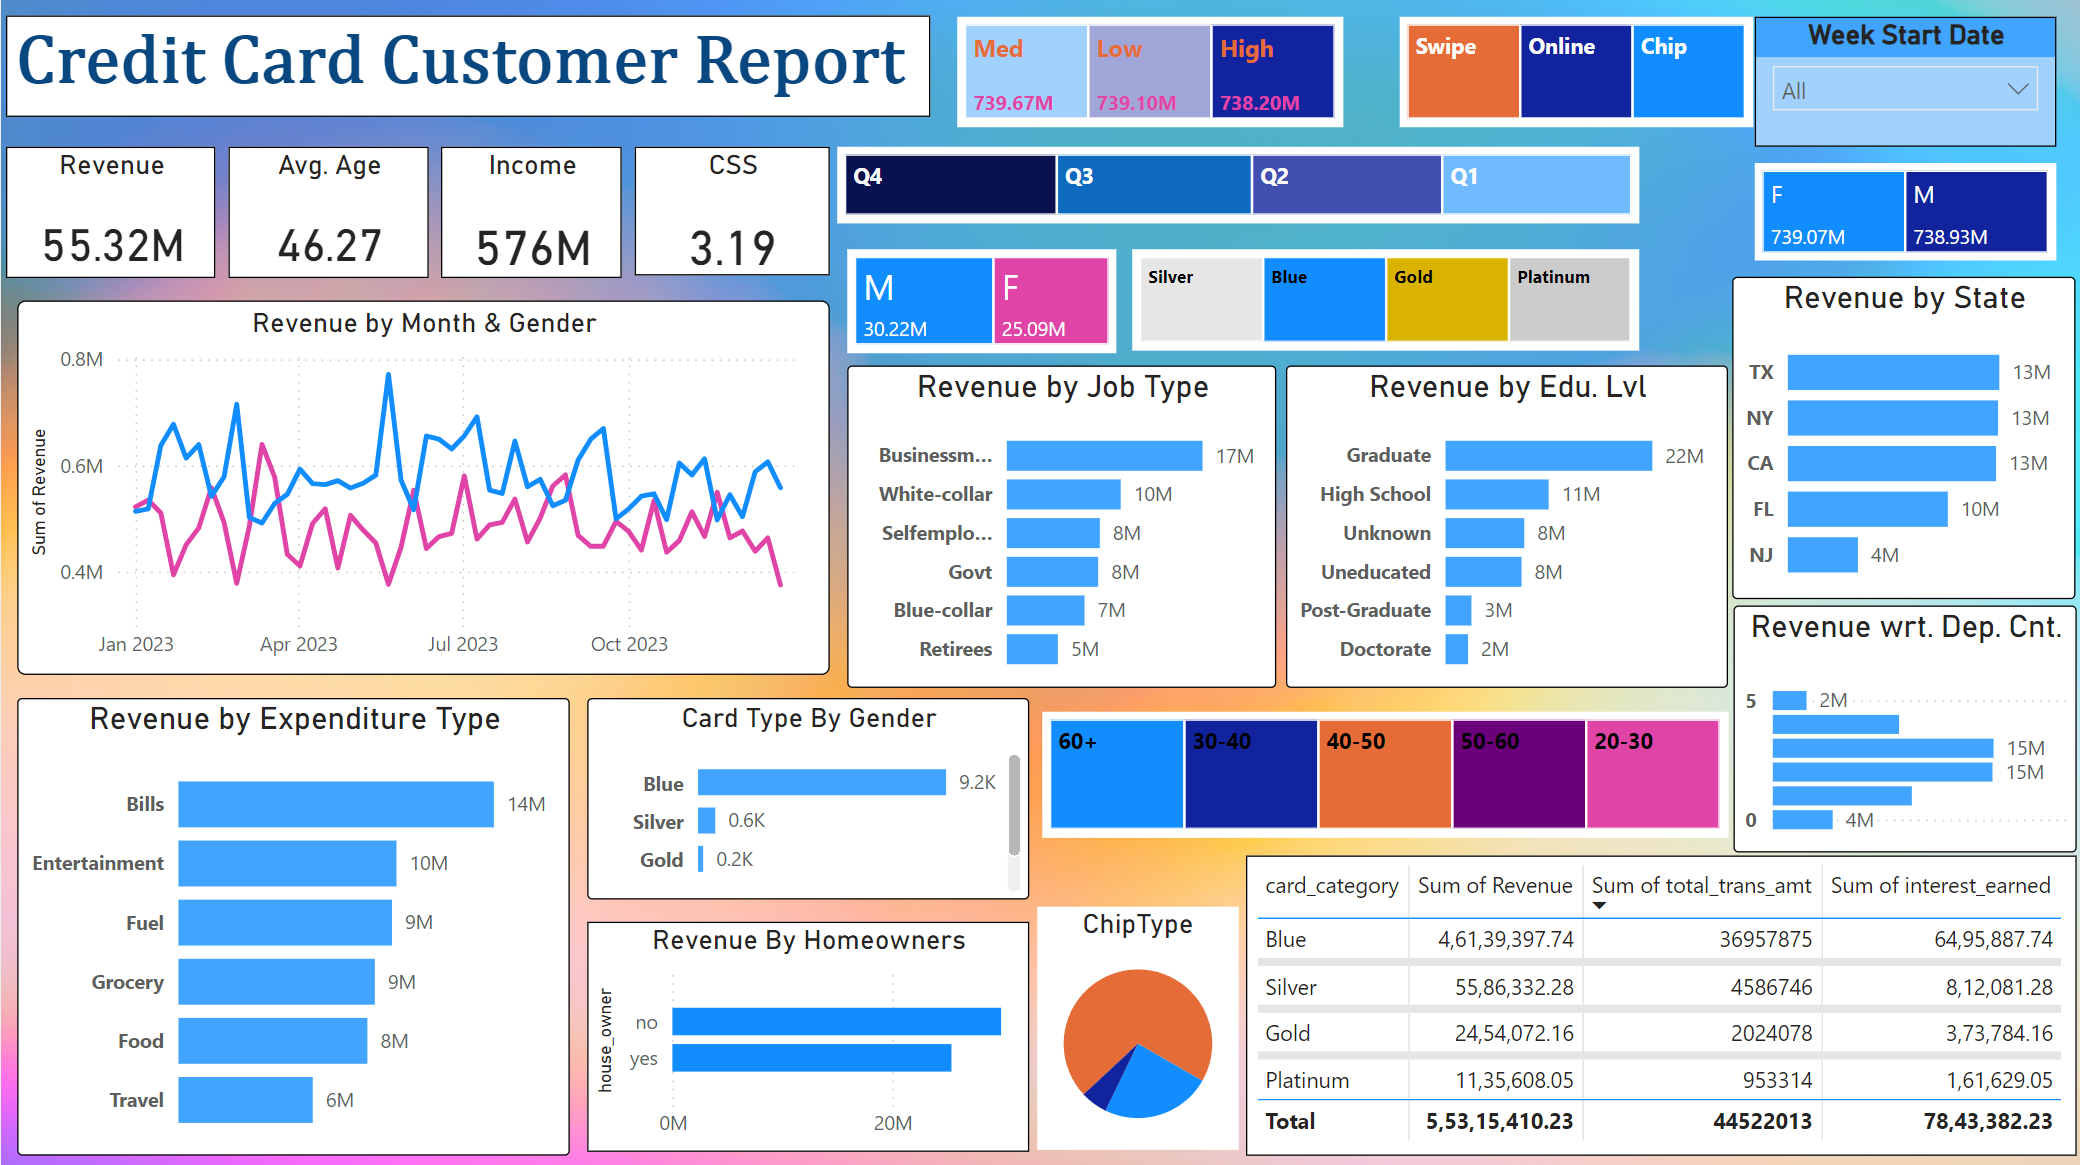 Credit Card Customer Report
Med
739.67M
Low
739.10M
High
738.20M
Swipe
Online
Chip
Week Start Date
All
Revenue
55.32M
Avg. Age
46.27
Income
576M
CSS
3.19
Q4
Q3
Q2
Q1
F
739.07M
M
738.93M
M
30.22M
F
25.09M
Silver
Blue
Gold
Platinum
Revenue by Month & Gender
Sum of Revenue
0.8M
0.6M
0.4M
Jan 2023
Apr 2023
Jul 2023
Oct 2023
Revenue by Job Type
Businessm... 17M
White-collar 10M
Selfemplo... 8M
Govt 8M
Blue-collar 7M
Retirees 5M
Revenue by Edu. Lvl
Graduate 22M
High School 11M
Unknown 8M
Uneducated 8M
Post-Graduate 3M
Doctorate 2M
Revenue by State
TX 13M
NY 13M
CA 13M
FL 10M
NJ 4M
Revenue wrt. Dep. Cnt.
5 2M
15M
15M
0 4M
Revenue by Expenditure Type
Bills 14M
Entertainment 10M
Fuel 9M
Grocery 9M
Food 8M
Travel 6M
Card Type By Gender
Blue 9.2K
Silver 0.6K
Gold 0.2K
60+
30-40
40-50
50-60
20-30
Revenue By Homeowners
house_owner
no
yes
0M
20M
ChipType
card_category Sum of Revenue Sum of total_trans_amt Sum of interest_earned
Blue 4,61,39,397.74 36957875 64,95,887.74
Silver 55,86,332.28 4586746 8,12,081.28
Gold 24,54,072.16 2024078 3,73,784.16
Platinum 11,35,608.05 953314 1,61,629.05
Total 5,53,15,410.23 44522013 78,43,382.23